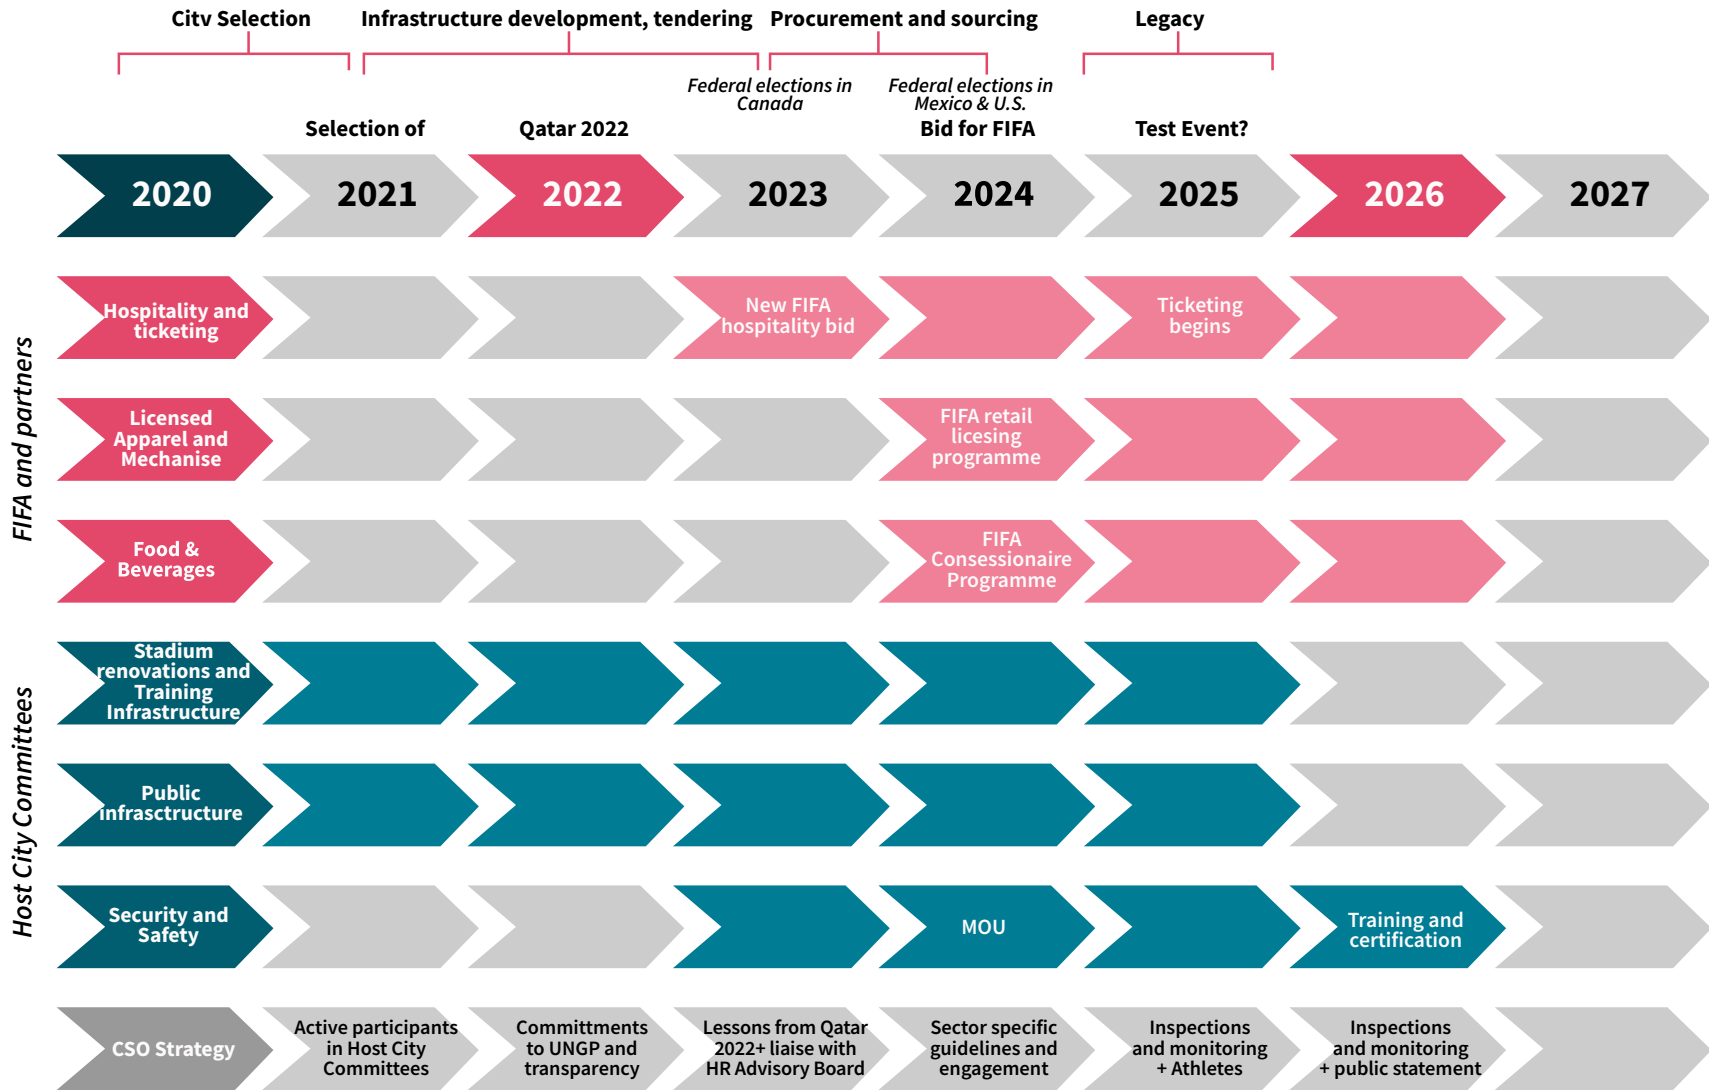 City Selection
Infrastructure development, tendering
Procurement and sourcing
Legacy
Federal elections in
Canada
Federal elections in
Mexico & U.S.
Selection of
Qatar 2022
Bid for FIFA
Test Event?
2020
2021
2022
2023
2024
2025
2026
2027
FIFA and partners
Hospitality and
ticketing
New FIFA
hospitality bid
Ticketing
begins
Licensed
Apparel and
Mechanise
FIFA retail
licesing
programme
Food &
Beverages
FIFA
Consessionaire
Programme
Host City Committees
Stadium
renovations and
Training
Infrastructure
Public
infrasctructure
Security and
Safety
MOU
Training and
certification
CSO Strategy
Active participants
in Host City
Committees
Committments
to UNGP and
transparency
Lessons from Qatar
2022+ liaise with
HR Advisory Board
Sector specific
guidelines and
engagement
Inspections
and monitoring
+ Athletes
Inspections
and monitoring
+ public statement